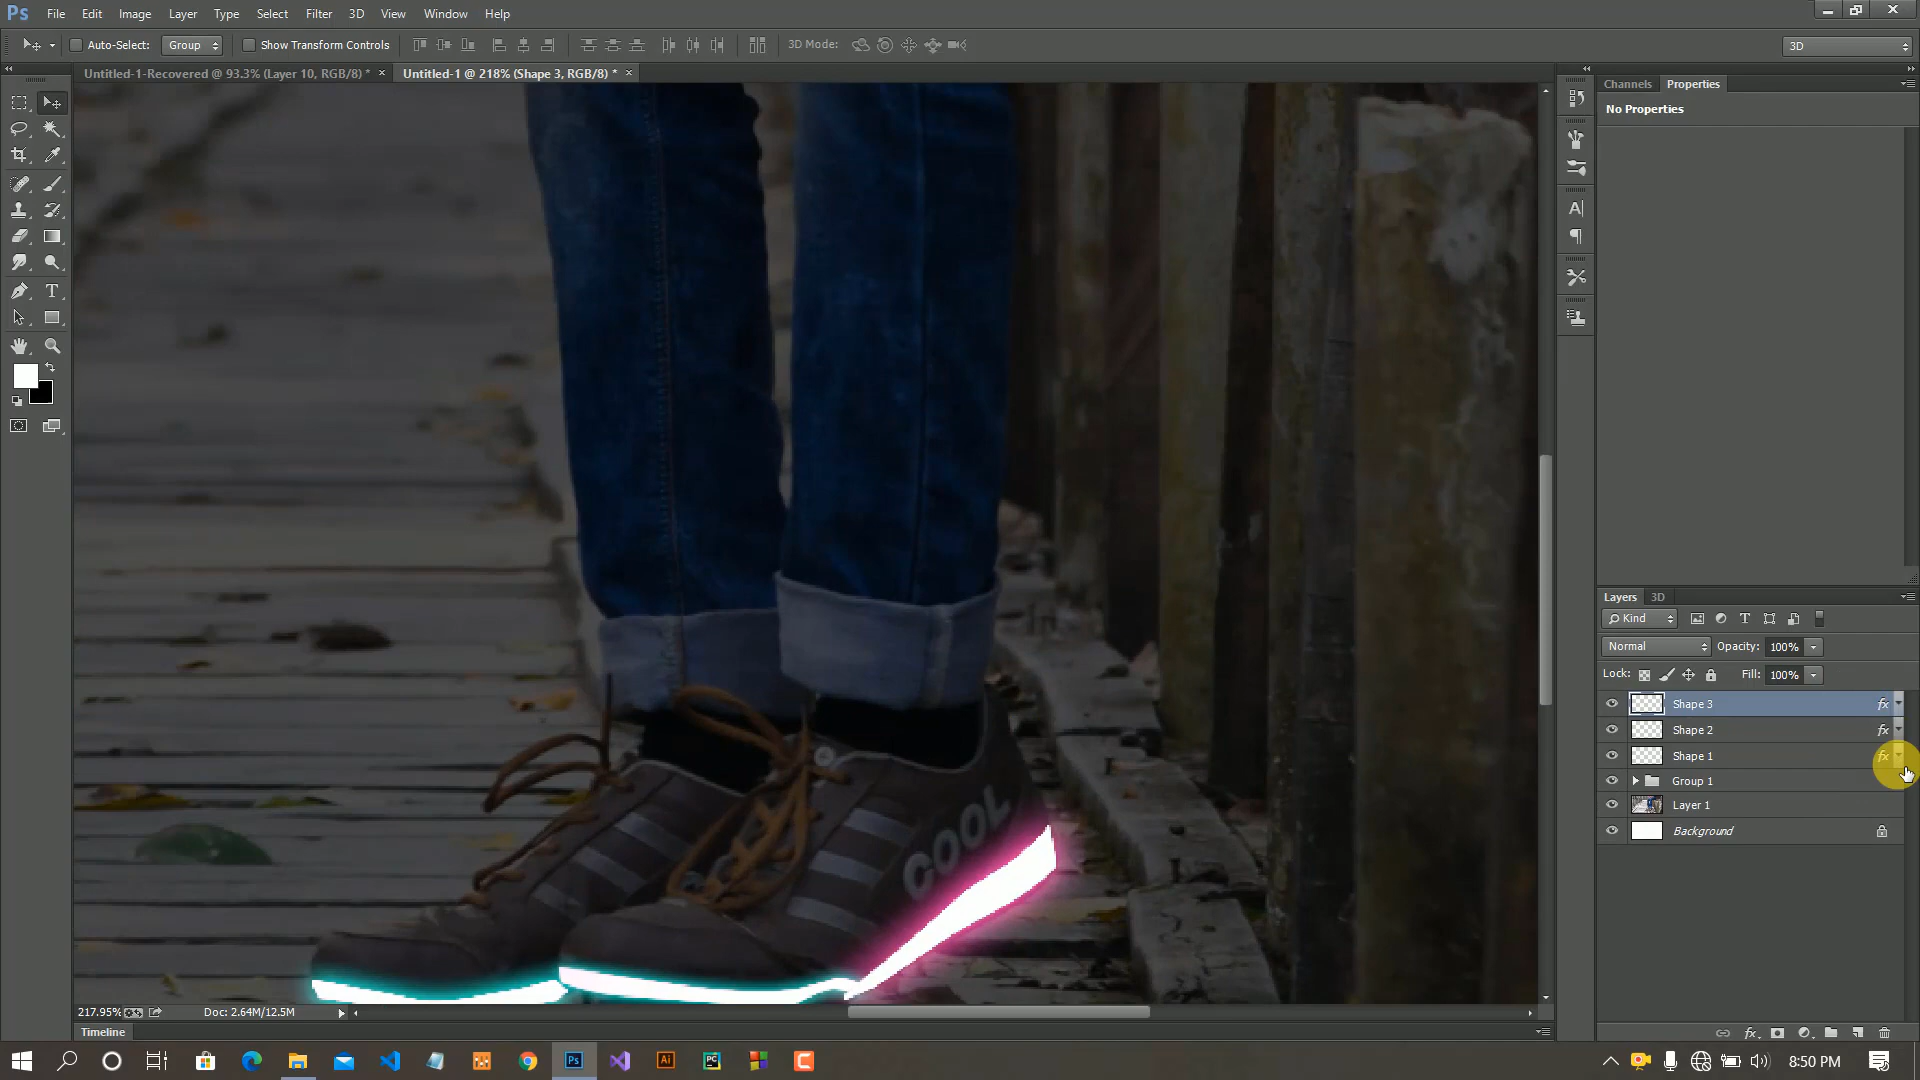 Ps File Edit Image Layer Type Select Filter 3D View Window Help
Auto-Select: Group Show Transform Controls 3D Mode: 3D
Untitled-1-Recovered @ 93.3% (Layer 10, RGB/8) * × Untitled-1 @ 218% (Shape 3, RGB/8) * ×
Channels Properties
No Properties
COOL
Layers 3D
Kind
Normal Opacity: 100%
Lock: Fill: 100%
Shape 3 fx
Shape 2 fx
Shape 1 fx
Group 1
Layer 1
Background
217.95% Doc: 2.64M/12.5M
Timeline
8:50 PM